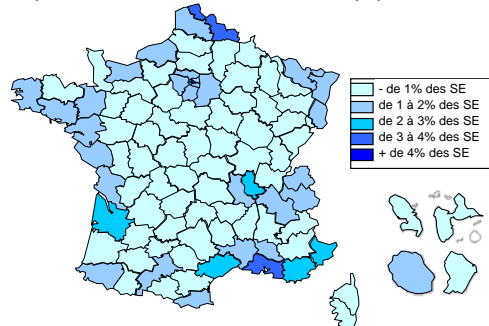 - de 1% des SE
de 1 à 2% des SE
de 2 à 3% des SE
de 3 à 4% des SE
+ de 4% des SE